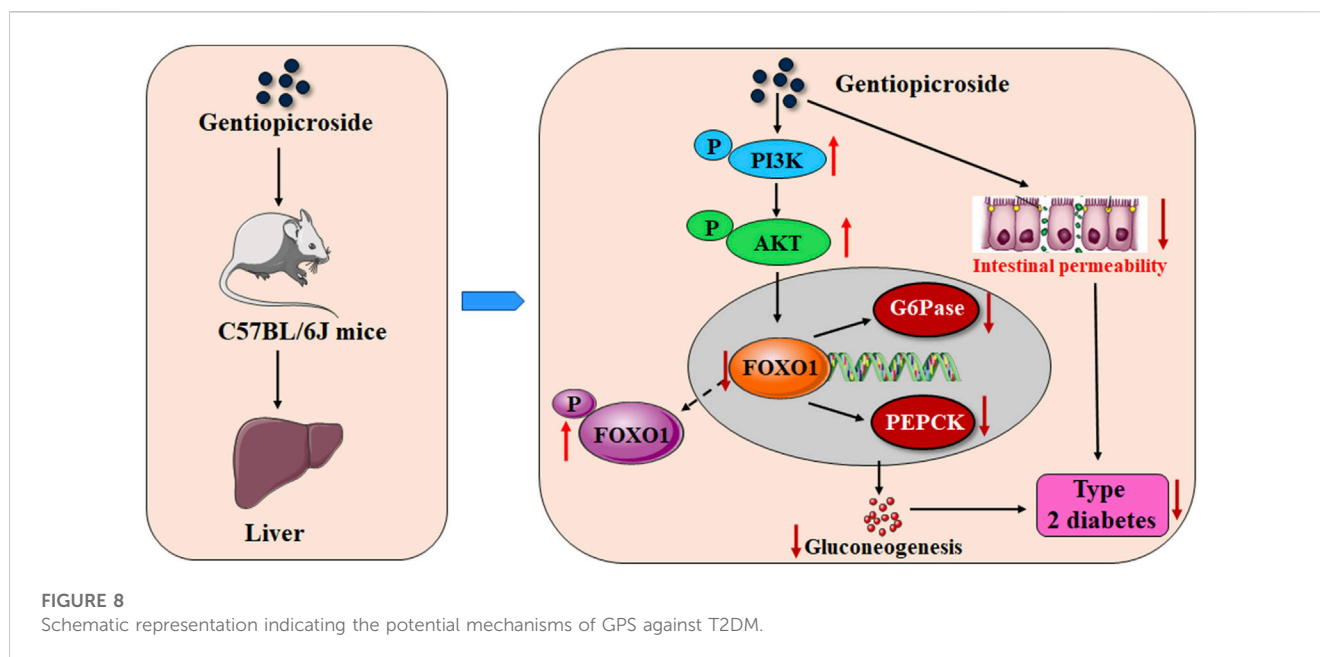 Gentiopicroside
C57BL/6J mice
Liver
Gentiopicroside
P
PI3K
P
AKT
Intestinal permeability
G6Pase
FOXO1
P
FOXO1
PEPCK
Type
2 diabetes
Gluconeogenesis
FIGURE 8
Schematic representation indicating the potential mechanisms of GPS against T2DM.